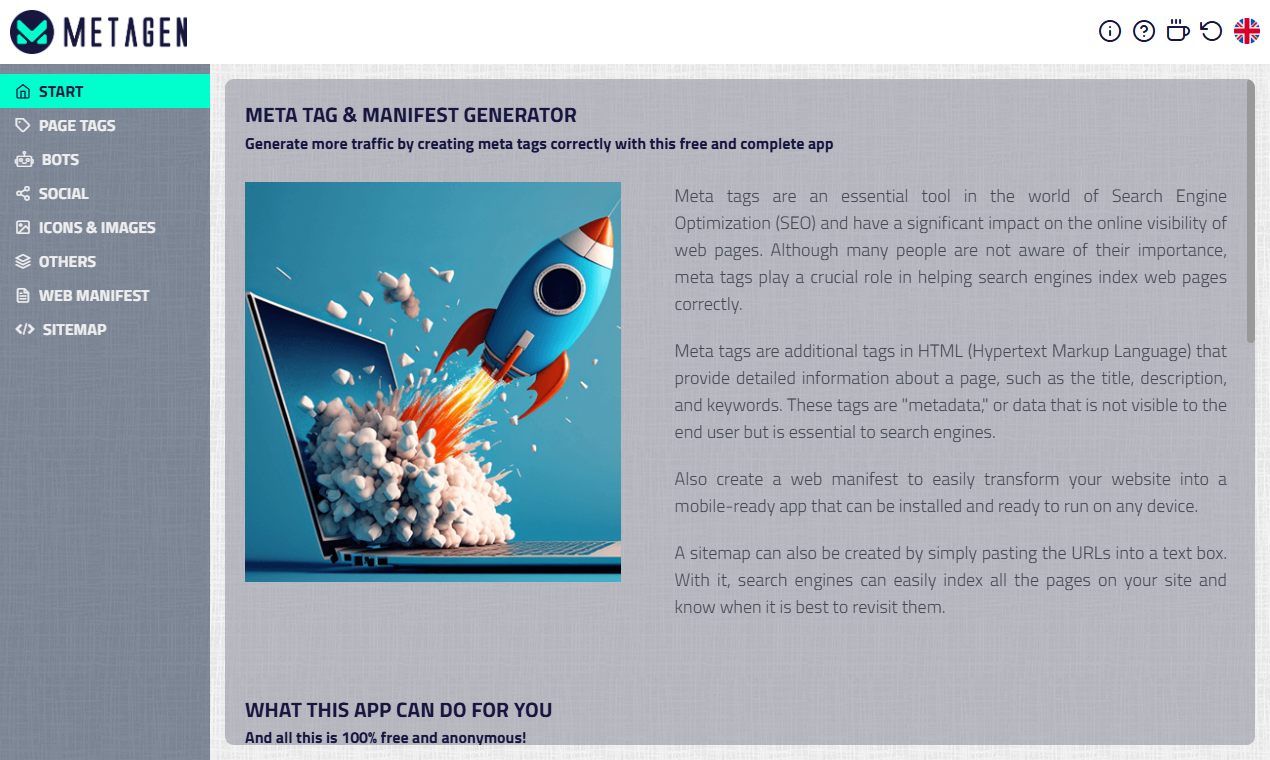 METAGEN
START
PAGE TAGS
BOTS
SOCIAL
ICONS & IMAGES
OTHERS
WEB MANIFEST
SITEMAP
META TAG & MANIFEST GENERATOR
Generate more traffic by creating meta tags correctly with this free and complete app
Meta tags are an essential tool in the world of Search Engine
Optimization (SEO) and have a significant impact on the online visibility of
web pages. Although many people are not aware of their importance,
meta tags play a crucial role in helping search engines index web pages
correctly.
Meta tags are additional tags in HTML (Hypertext Markup Language) that
provide detailed information about a page, such as the title, description,
and keywords. These tags are "metadata," or data that is not visible to the
end user but is essential to search engines.
Also create a web manifest to easily transform your website into a
mobile-ready app that can be installed and ready to run on any device.
A sitemap can also be created by simply pasting the URLs into a text box.
With it, search engines can easily index all the pages on your site and
know when it is best to revisit them.
WHAT THIS APP CAN DO FOR YOU
And all this is 100% free and anonymous!